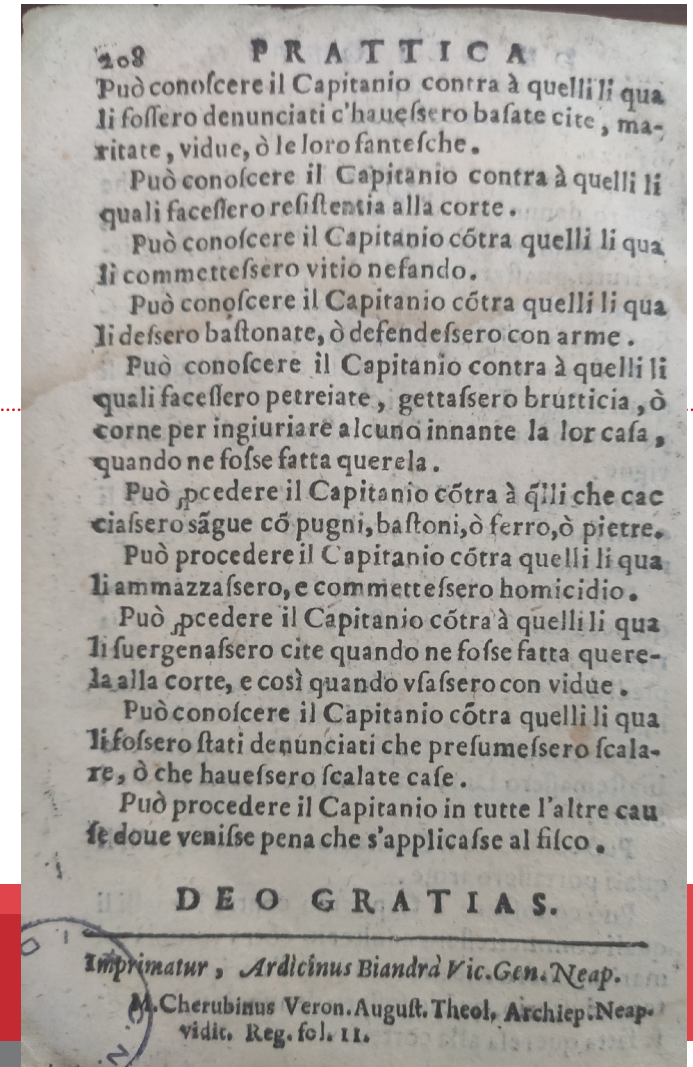 208 PRATTICA
Può conoſcere il Capitanio contra à quelli li qua
li foſſero denunciati c'haueſsero baſate cite, ma-
ritate, vidue, ò le loro fanteſche.
Può conoſcere il Capitanio contra à quelli li
quali faceſſero reſiſtentia alla corte.
Può conoſcere il Capitanio cõtra quelli li qua
li commetteſsero vitio nefando.
Può conoſcere il Capitanio cõtra quelli li qua
li deſsero baſtonate, ò defendeſsero con arme.
Può conoſcere il Capitanio contra à quelli li
quali faceſſero petreiate, gettaſsero brutticia, ò
corne per ingiuriare alcuno innante la lor caſa,
quando ne foſse fatta querela.
Può ꝓcedere il Capitanio cõtra à q̃lli che cac
ciaſsero sãgue cõ pugni, baſtoni, ò ferro, ò pietre.
Può procedere il Capitanio cõtra quelli li qua
li ammazzaſsero, e commetteſsero homicidio.
Può ꝓcedere il Capitanio cõtra à quelli li qua
li ſuergenaſsero cite quando ne foſse fatta quere-
la alla corte, e così quando vſaſsero con vidue.
Può conoſcere il Capitanio cõtra quelli li qua
li foſsero ſtati denunciati che preſumeſsero ſcala-
re, ò che haueſsero ſcalate caſe.
Può procedere il Capitanio in tutte l'altre cau
ſe doue veniſse pena che s'applicaſse al fiſco.
DEO GRATIAS.
Imprimatur, Ardicinus Biandrà Vic.Gen.Neap.
M.Cherubinus Veron.Auguſt.Theol, Archiep.Neap.
vidit. Reg. fol. 11.